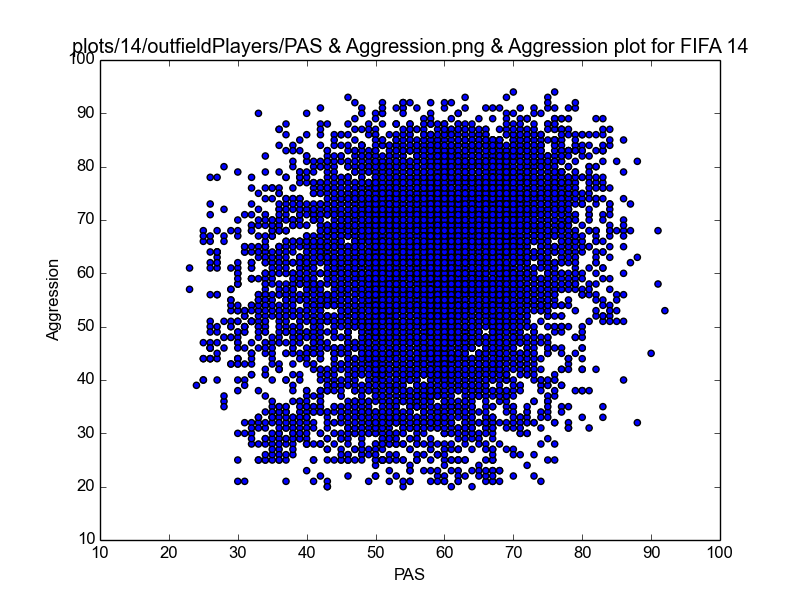 plots/14/outfieldPlayers/PAS & Aggression.png & Aggression plot for FIFA 14
100
90
80
70
60
50
40
30
20
10
Aggression
10 20 30 40 50 60 70 80 90 100
PAS